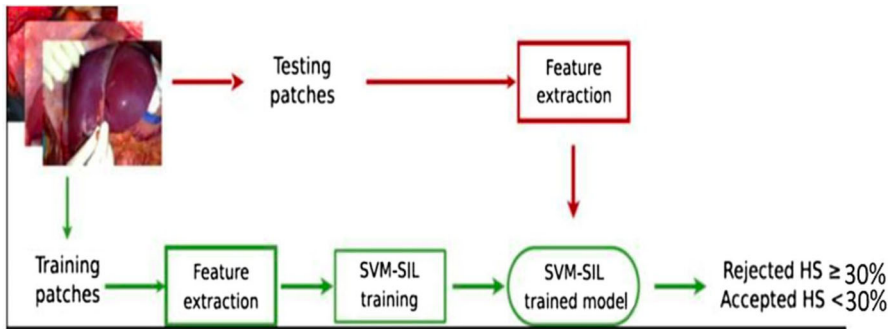 Testing
patches
Feature
extraction
Training
patches
Feature
extraction
SVM-SIL
training
SVM-SIL
trained model
Rejected HS ≥30%
Accepted HS <30%